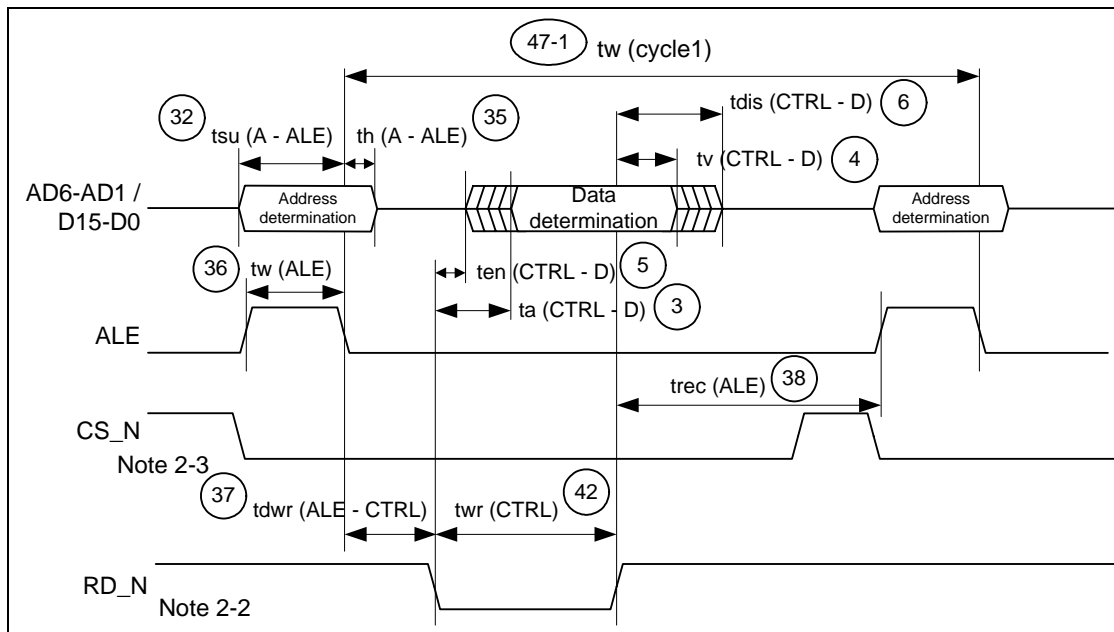 47-1 tw (cycle1)
tdis (CTRL - D) 6
32 tsu (A - ALE) th (A - ALE) 35
tv (CTRL - D) 4
AD6-AD1 /
D15-D0
Address
determination
Data
determination
Address
determination
36 tw (ALE)
ten (CTRL - D) 5
ta (CTRL - D) 3
ALE
trec (ALE) 38
CS_N
Note 2-3
37 tdwr (ALE - CTRL) twr (CTRL) 42
RD_N
Note 2-2